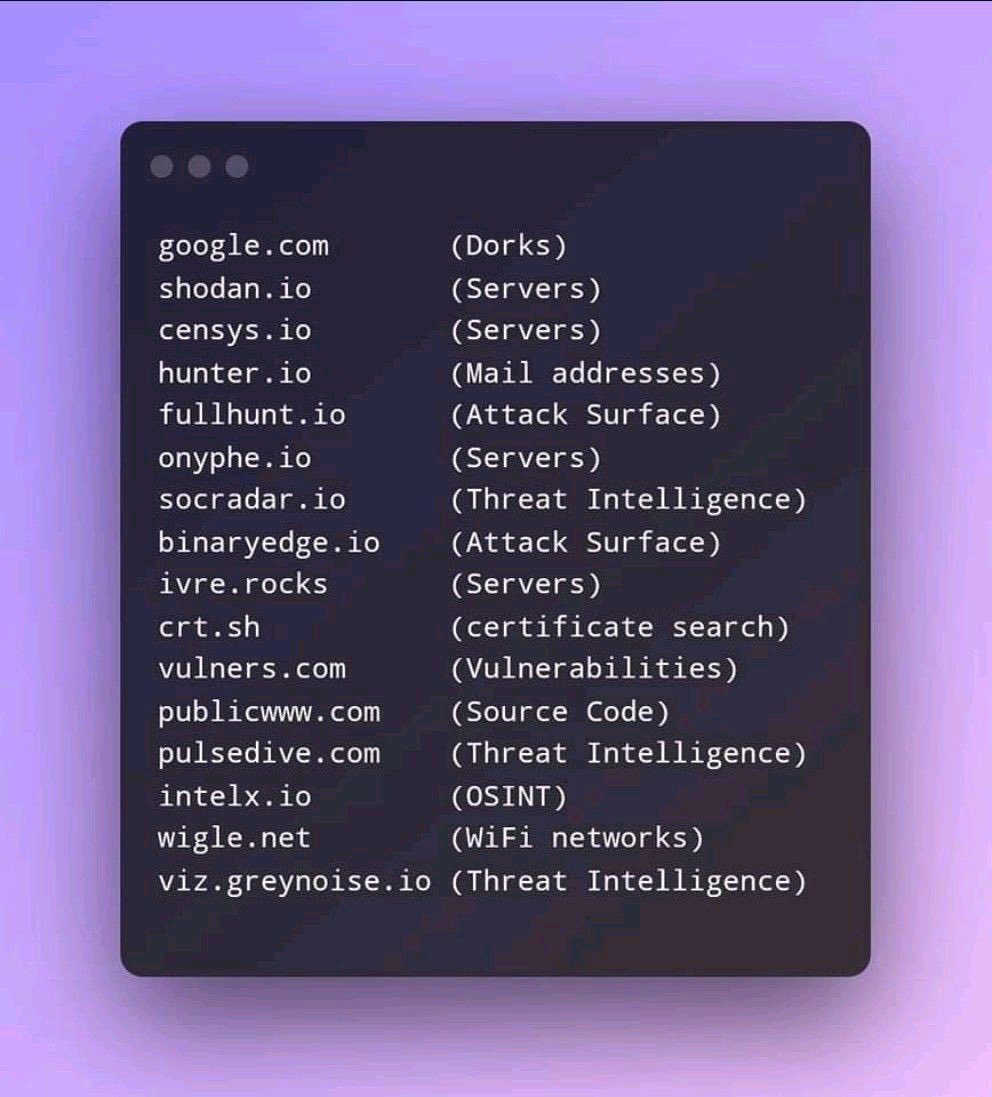 google.com (Dorks)
shodan.io (Servers)
censys.io (Servers)
hunter.io (Mail addresses)
fullhunt.io (Attack Surface)
onyphe.io (Servers)
socradar.io (Threat Intelligence)
binaryedge.io (Attack Surface)
ivre.rocks (Servers)
crt.sh (certificate search)
vulners.com (Vulnerabilities)
publicwww.com (Source Code)
pulsedive.com (Threat Intelligence)
intelx.io (OSINT)
wigle.net (WiFi networks)
viz.greynoise.io (Threat Intelligence)